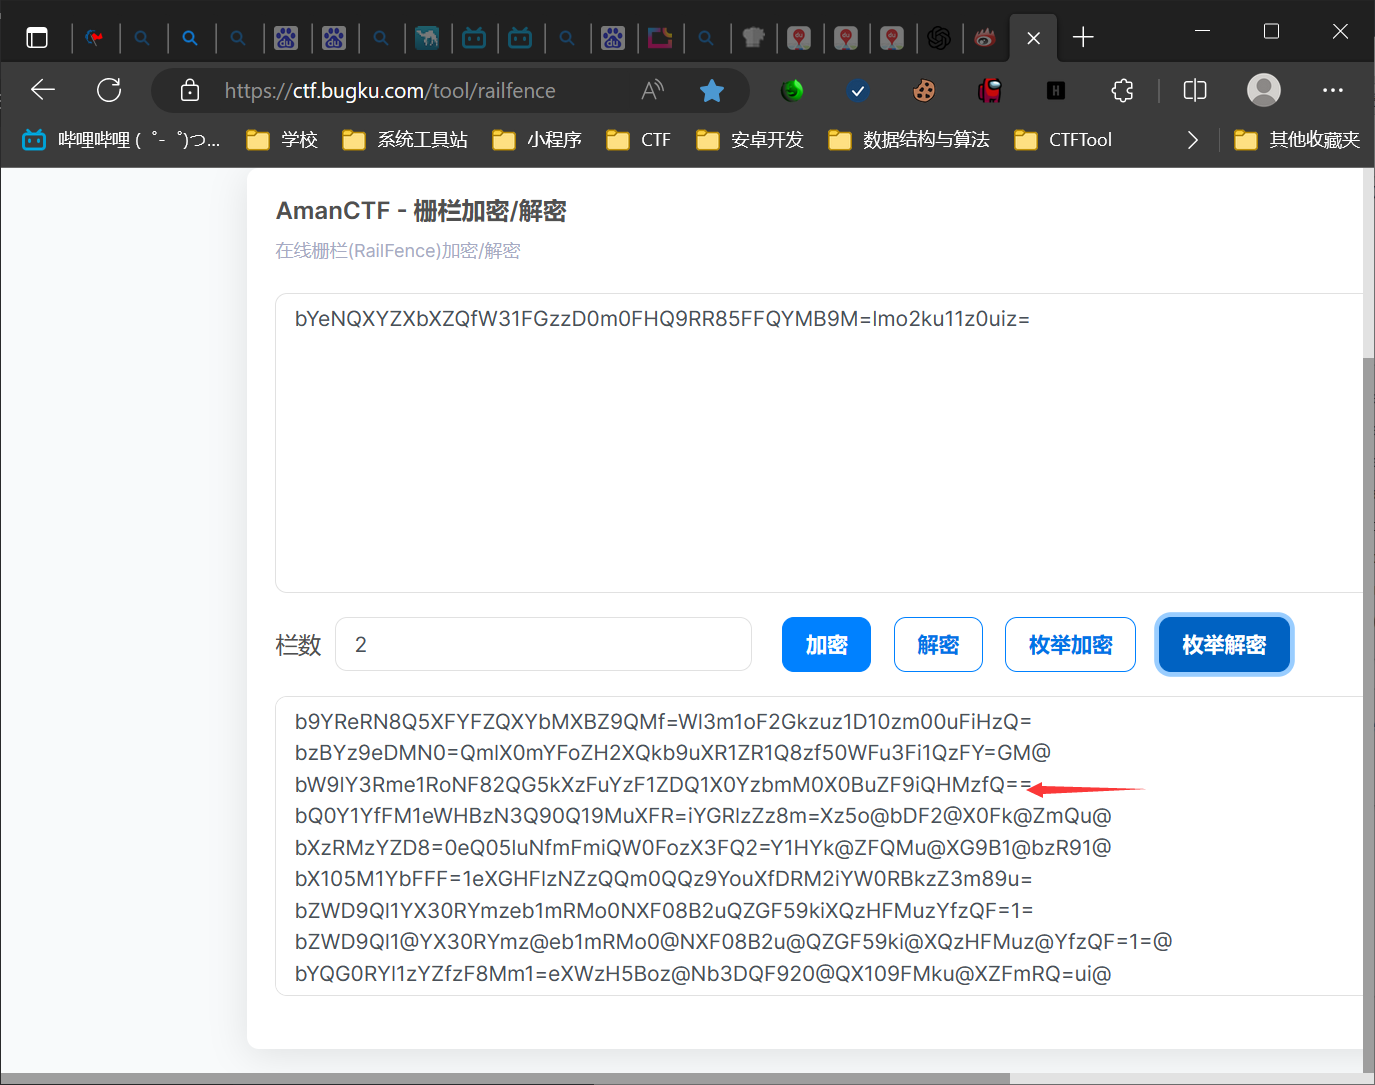 https://ctf.bugku.com/tool/railfence
哔哩哔哩 (゜-゜)つ...
学校
系统工具站
小程序
CTF
安卓开发
数据结构与算法
CTFTool
其他收藏夹
AmanCTF - 栅栏加密/解密
在线栅栏(RailFence)加密/解密
bYeNQXYZXbXZQfW31FGzzD0m0FHQ9RR85FFQYMB9M=lmo2ku11z0uiz=
栏数
2
加密
解密
枚举加密
枚举解密
b9YReRN8Q5XFYFZQXYbMXBZ9QMf=Wl3m1oF2Gkzuz1D10zm00uFiHzQ=
bzBYz9eDMN0=QmlX0mYFoZH2XQkb9uXR1ZR1Q8zf50WFu3Fi1QzFY=GM@
bW9lY3Rme1RoNF82QG5kXzFuYzF1ZDQ1X0YzbmM0X0BuZF9iQHMzfQ==
bQ0Y1YfFM1eWHBzN3Q90Q19MuXFR=iYGRlzZz8m=Xz5o@bDF2@X0Fk@ZmQu@
bXzRMzYZD8=0eQ05luNfmFmiQW0FozX3FQ2=Y1HYk@ZFQMu@XG9B1@bzR91@
bX105M1YbFFF=1eXGHFlzNZzQQm0QQz9YouXfDRM2iYW0RBkzZ3m89u=
bZWD9Ql1YX30RYmzeb1mRMo0NXF08B2uQZGF59kiXQzHFMuzYfzQF=1=
bZWD9Ql1@YX30RYmz@eb1mRMo0@NXF08B2u@QZGF59ki@XQzHFMuz@YfzQF=1=@
bYQG0RYl1zYZfzF8Mm1=eXWzH5Boz@Nb3DQF920@QX109FMku@XZFmRQ=ui@